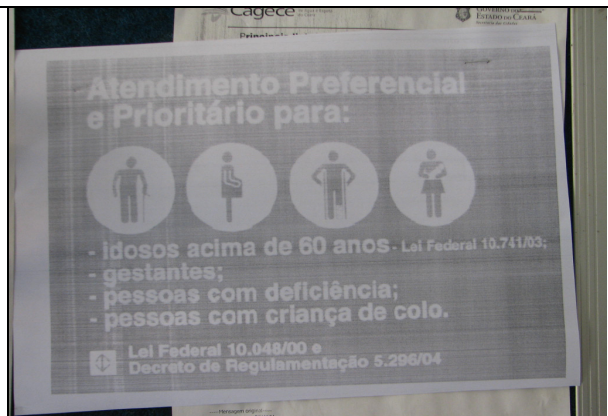 Cagece
GOVERNO DO
ESTADO DO CEARÁ
Atendimento Preferencial
e Prioritário para:
- idosos acima de 60 anos - Lei Federal 10.741/03;
- gestantes;
- pessoas com deficiência;
- pessoas com criança de colo.
Lei Federal 10.048/00 e
Decreto de Regulamentação 5.296/04